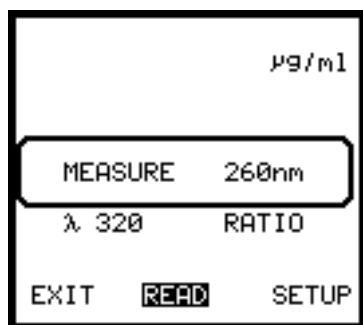 µg/ml
MEASURE 260nm
λ 320 RATIO
EXIT READ SETUP